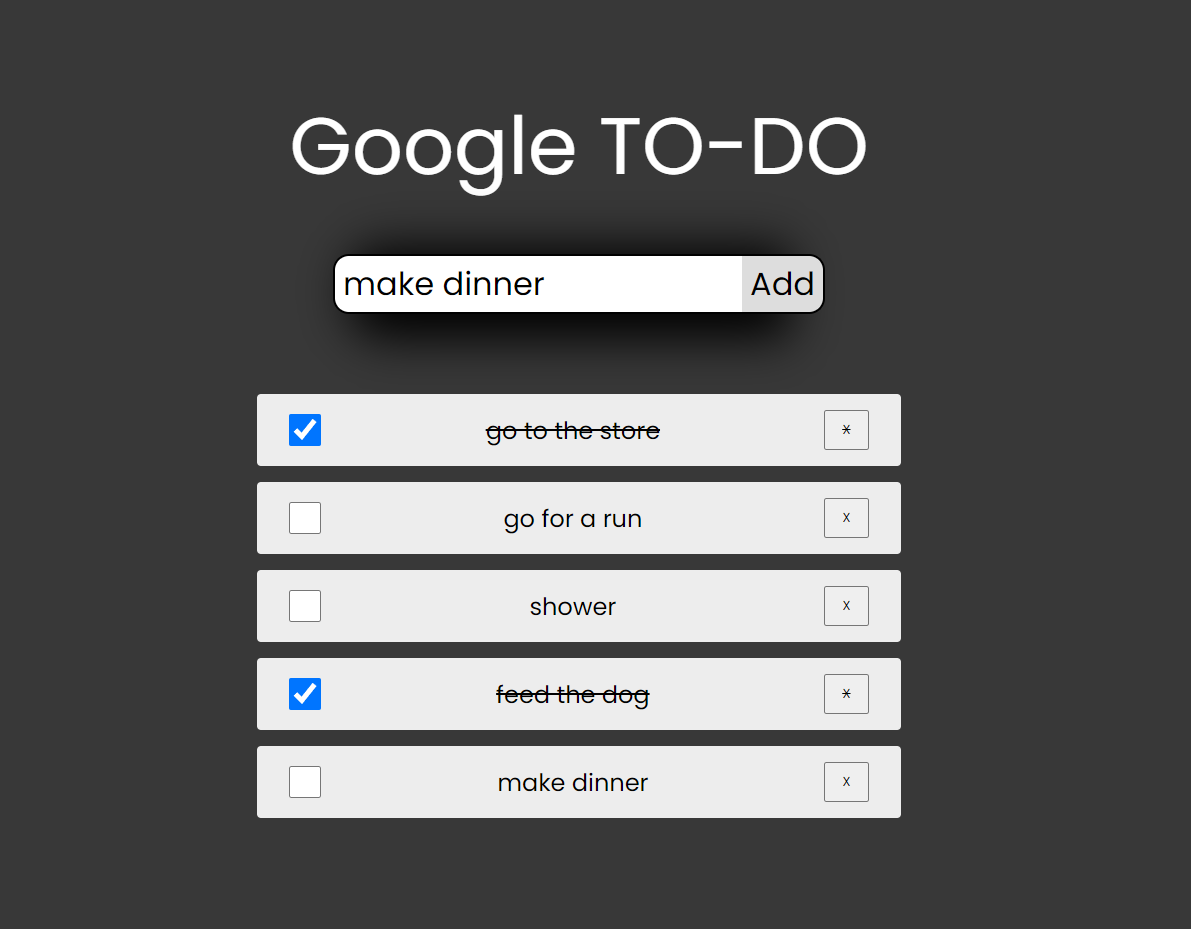 Google TO-DO
make dinner Add
go to the store x
go for a run x
shower x
feed the dog x
make dinner x